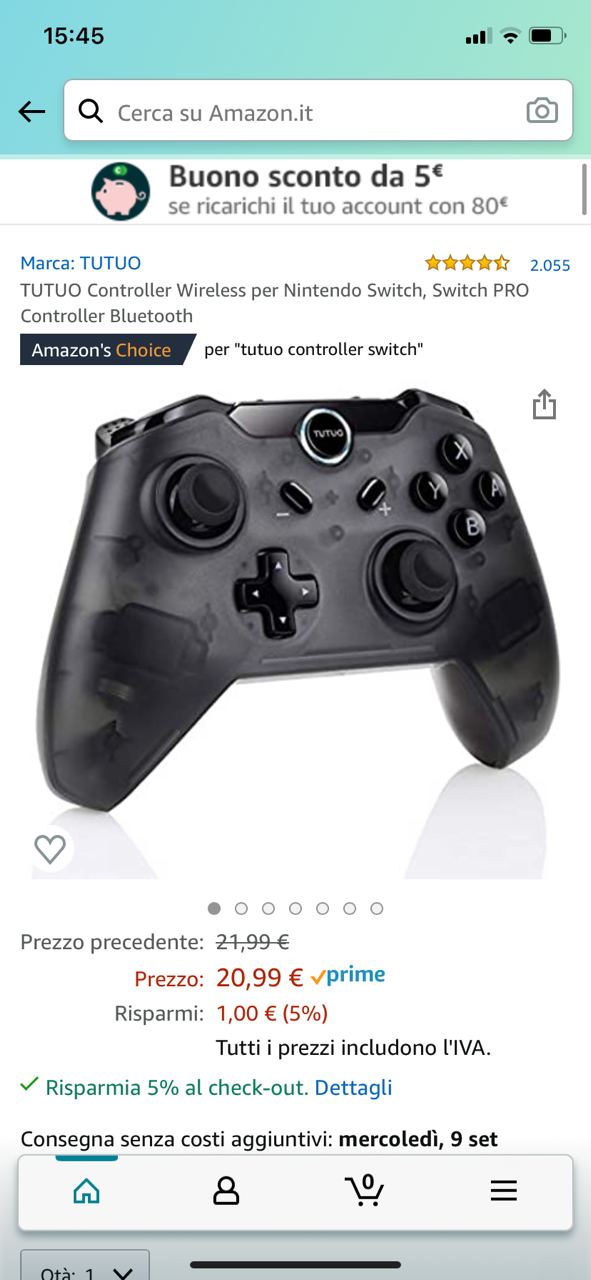 15:45
Cerca su Amazon.it
Buono sconto da 5€
se ricarichi il tuo account con 80€
Marca: TUTUO
2.055
TUTUO Controller Wireless per Nintendo Switch, Switch PRO
Controller Bluetooth
Amazon's Choice per "tutuo controller switch"
TUTUO
X
Y
A
B
−
+
Prezzo precedente: 21,99 €
Prezzo: 20,99 € prime
Risparmi: 1,00 € (5%)
Tutti i prezzi includono l'IVA.
Risparmia 5% al check-out. Dettagli
Consegna senza costi aggiuntivi: mercoledì, 9 set
0
Qtà: 1